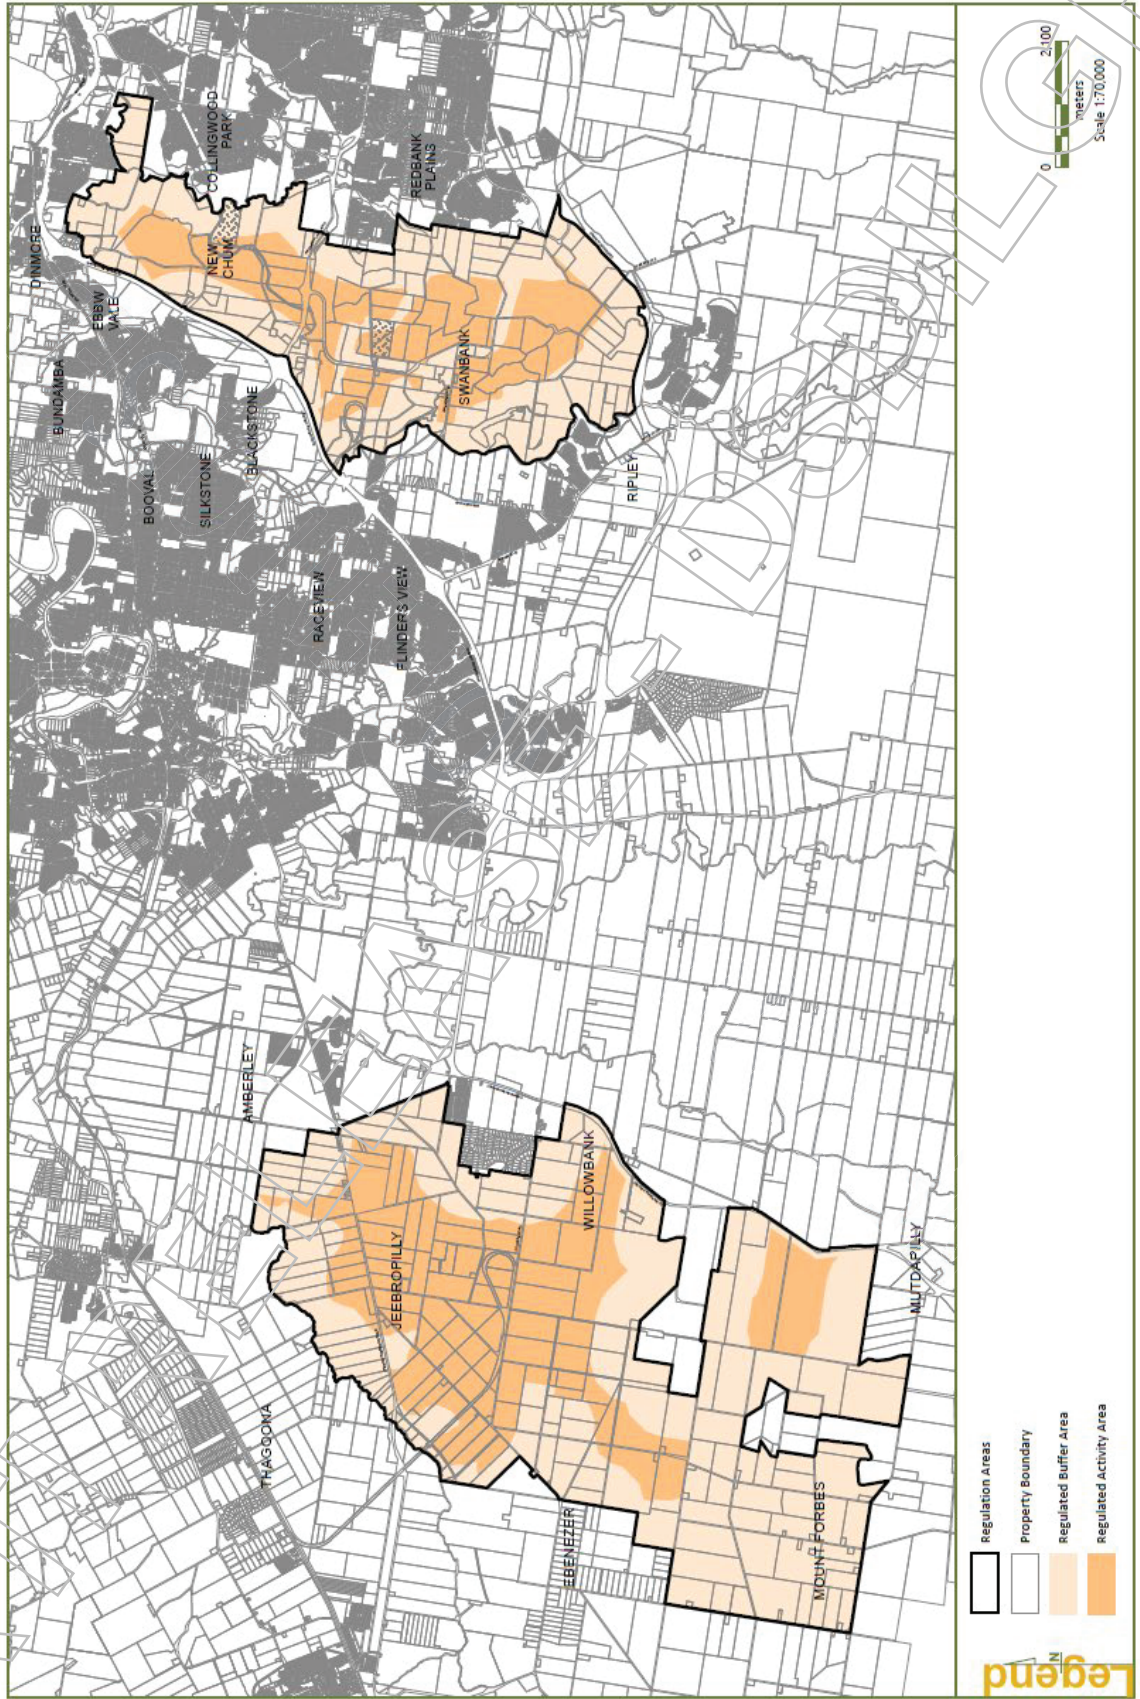 DINMORE
EBBW
VALE
BUNDAMBA
COLLINGWOOD
PARK
NEW
CHUM
REDBANK
PLAINS
BOOVAL
SILKSTONE
BLACKSTONE
SWANBANK
RACEVIEW
FLINDERS VIEW
RIPLEY
AMBERLEY
THAGOONA
JEEBROPILLY
WILLOWBANK
EBENEZER
MOUNT FORBES
MUTDAPILLY
Legend
N
Regulation Areas
Property Boundary
Regulated Buffer Area
Regulated Activity Area
0
2,100
meters
Scale 1:70,000